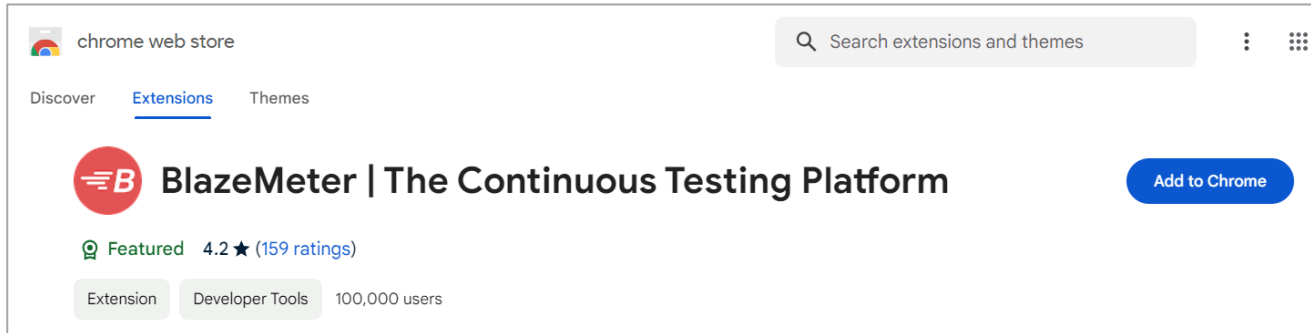 chrome web store
Search extensions and themes
Discover Extensions Themes
B BlazeMeter | The Continuous Testing Platform
Add to Chrome
Featured 4.2★ (159 ratings)
Extension Developer Tools 100,000 users